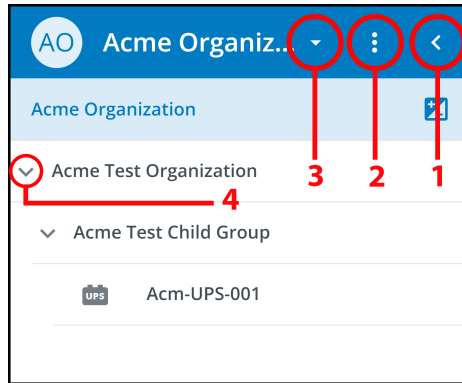 AO Acme Organiz...
Acme Organization
Acme Test Organization
3 2 1
4
Acme Test Child Group
UPS Acm-UPS-001